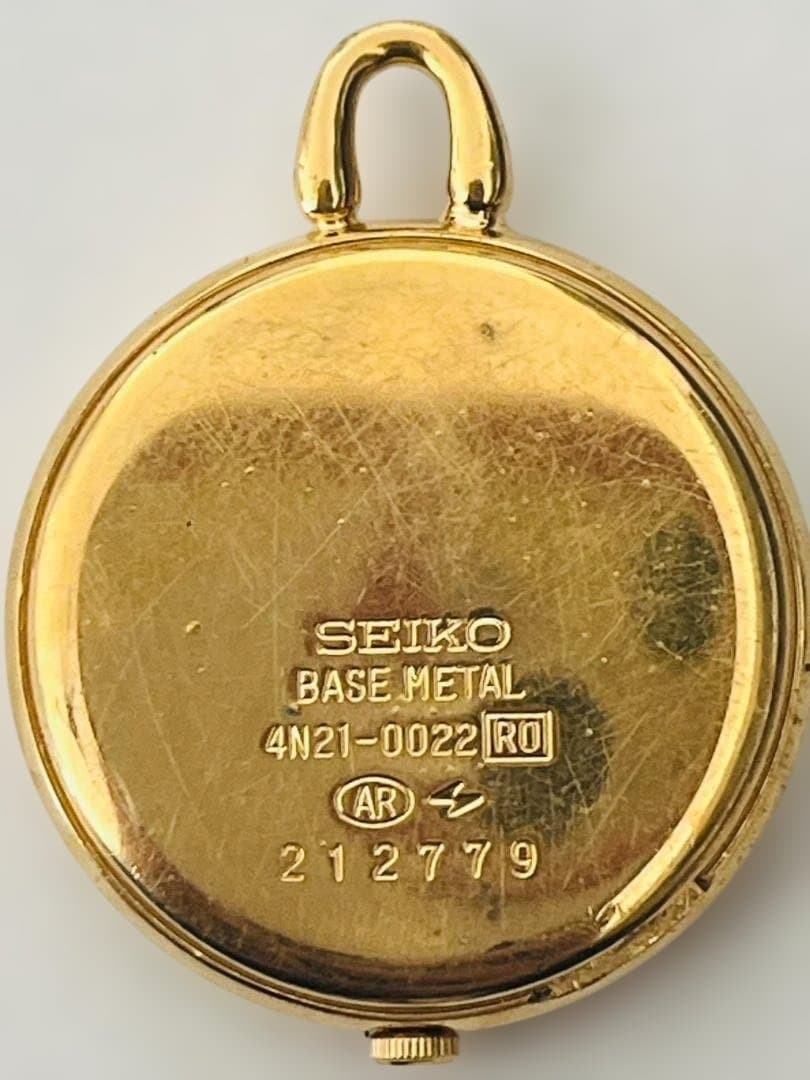 SEIKO
BASE METAL
4N21-0022 RO
AR
212779